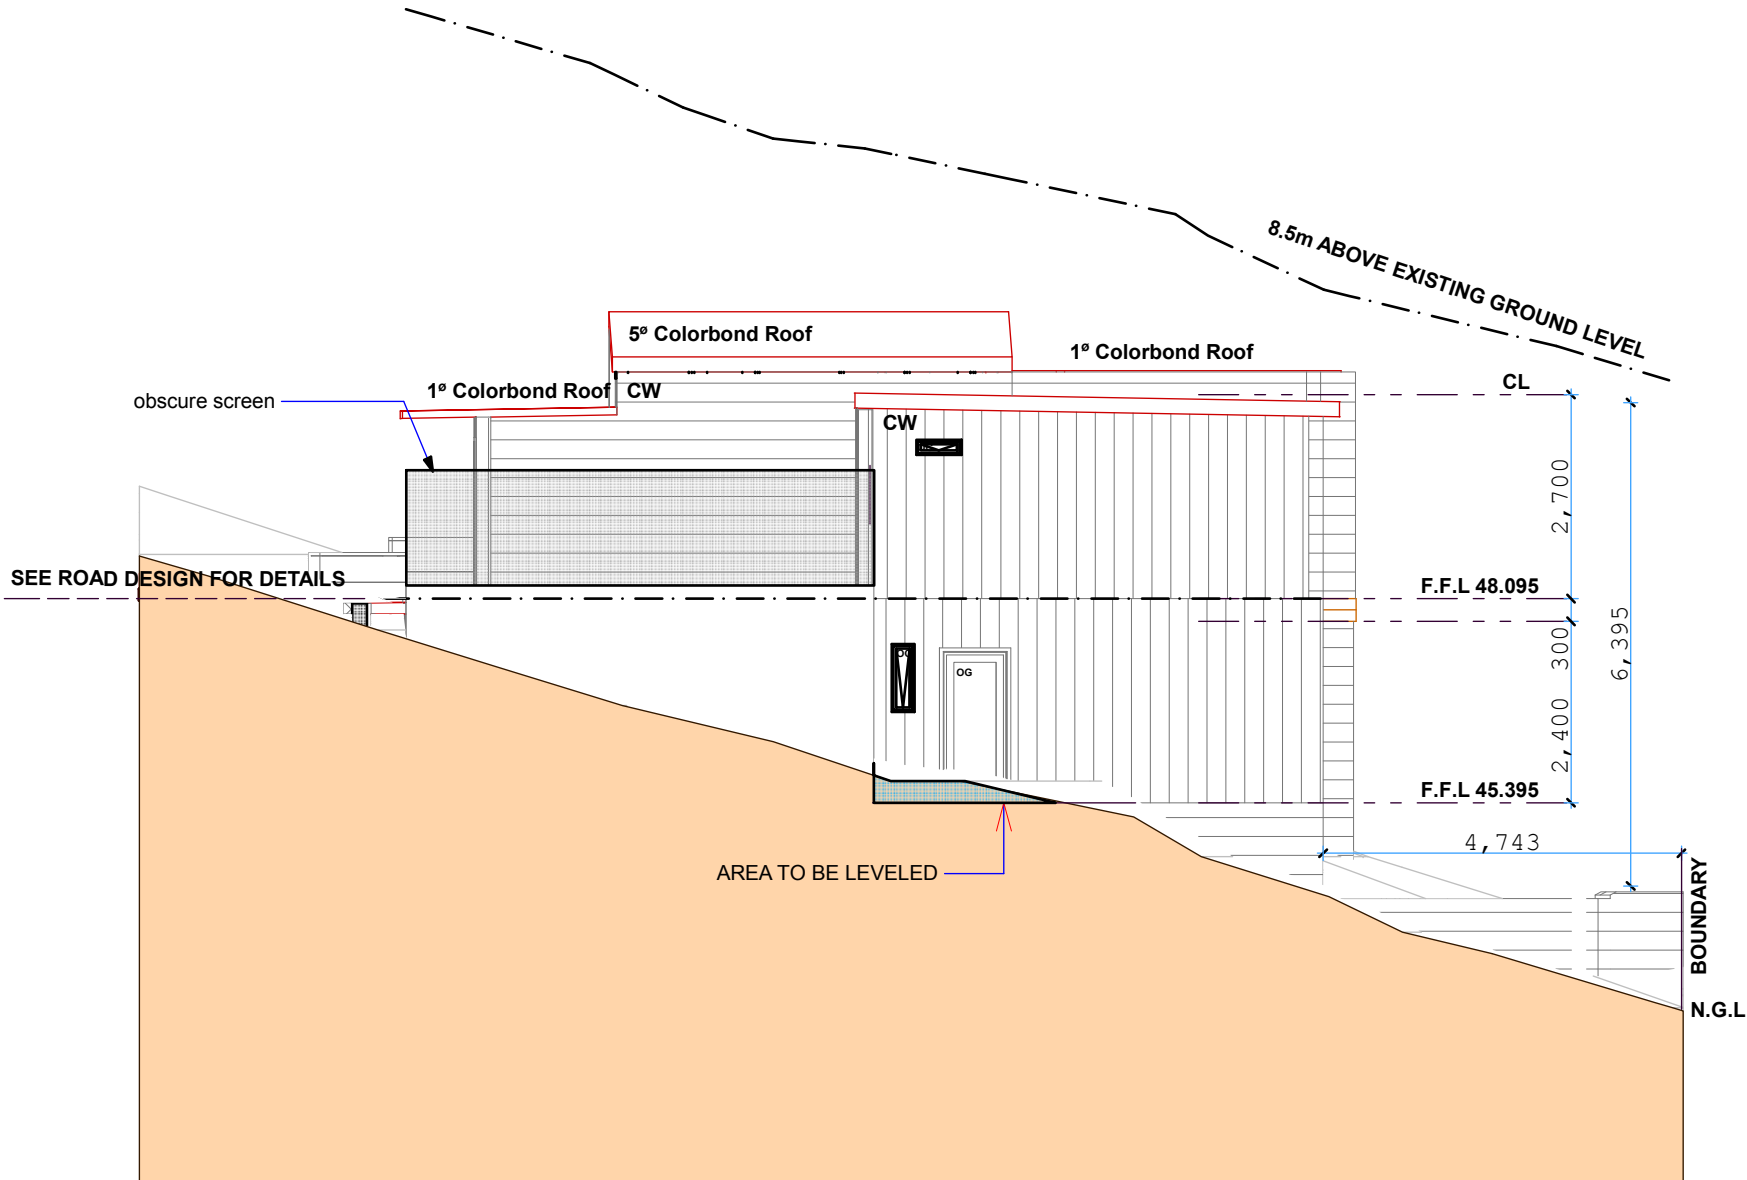 8.5m ABOVE EXISTING GROUND LEVEL
5º Colorbond Roof
1º Colorbond Roof
1º Colorbond Roof
CW
CL
obscure screen
CW
2,700
SEE ROAD DESIGN FOR DETAILS
F.F.L 48.095
300
6,395
OG
2,400
F.F.L 45.395
4,743
AREA TO BE LEVELED
BOUNDARY
N.G.L